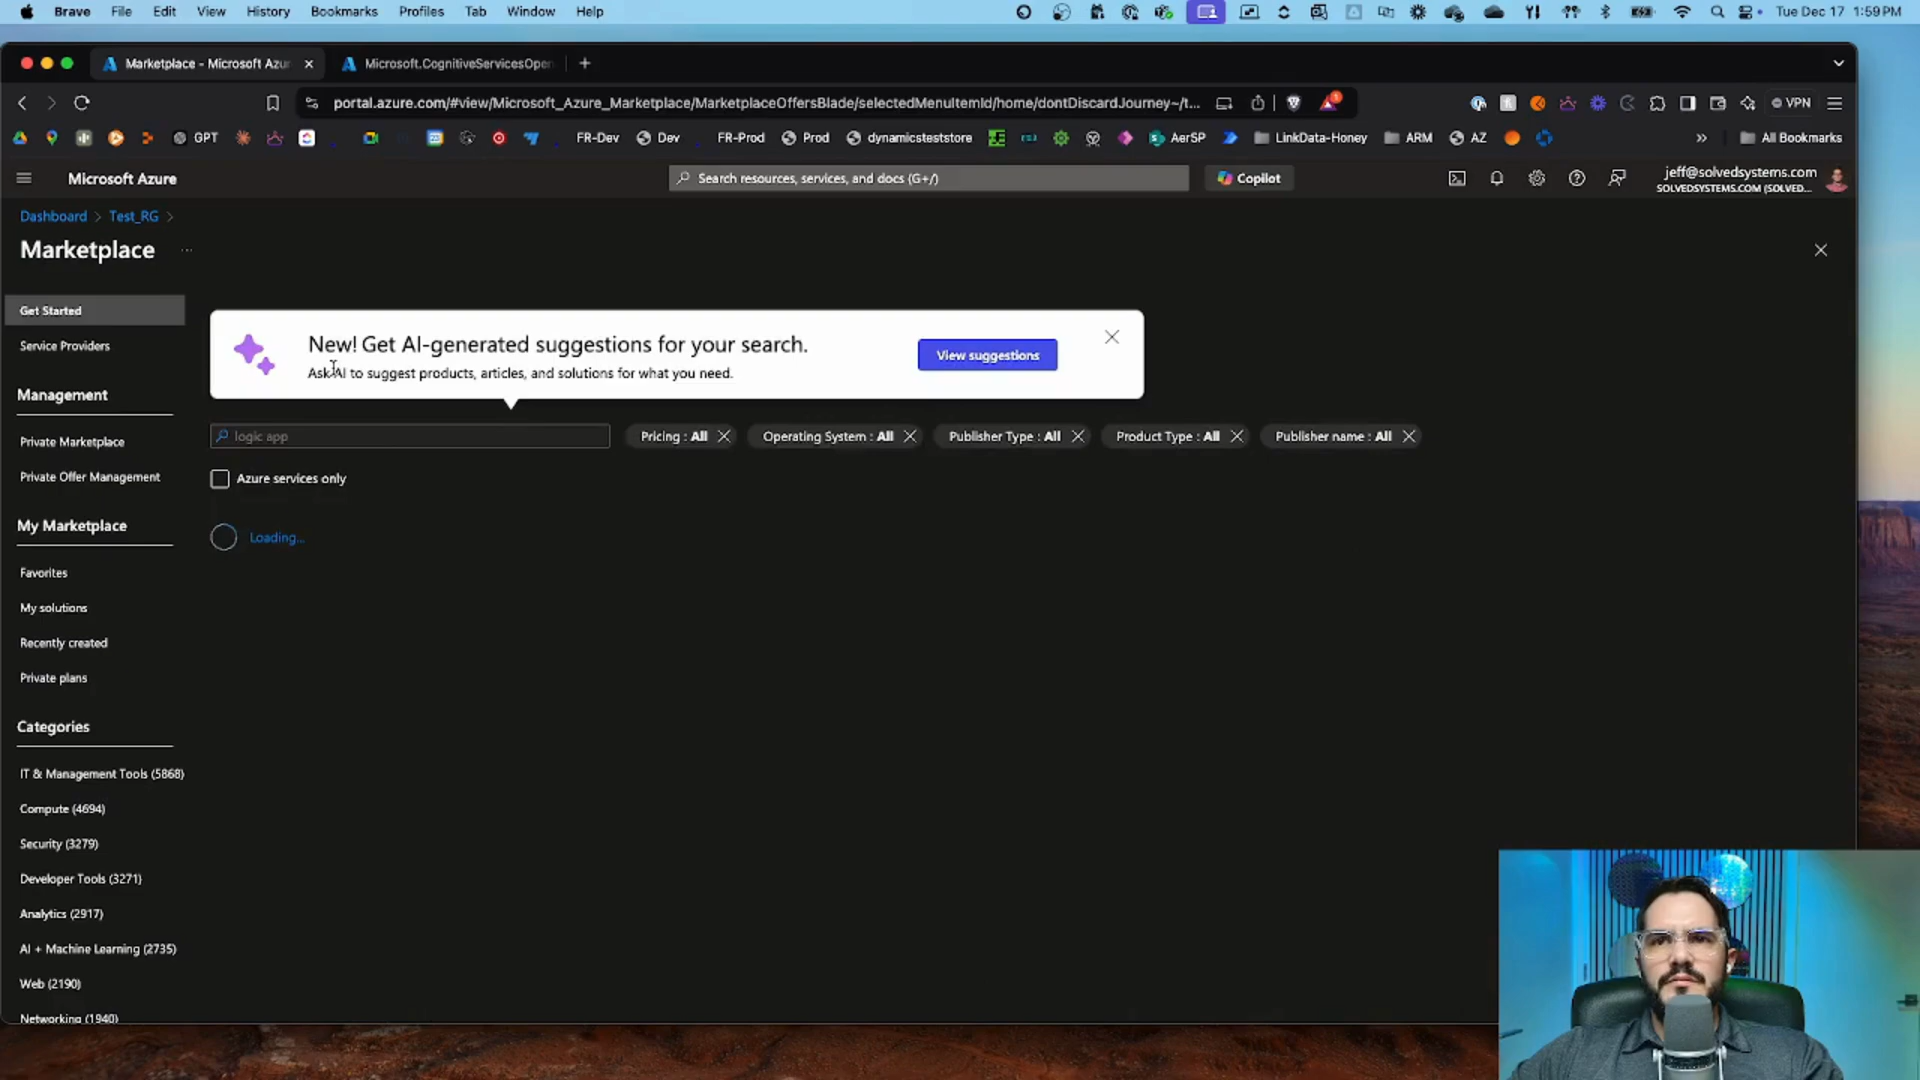 Brave File Edit View History Bookmarks Profiles Tab Window Help Tue Dec 17 1:59 PM
Marketplace - Microsoft Azu Microsoft.CognitiveServicesOpen
portal.azure.com/#view/Microsoft_Azure_Marketplace/MarketplaceOffersBlade/selectedMenuItemId/home/dontDiscardJourney~/t... VPN
GPT FR-Dev Dev FR-Prod Prod dynamicsteststore AerSP LinkData-Honey ARM AZ All Bookmarks
Microsoft Azure
Search resources, services, and docs (G+/)
Copilot
jeff@solvedsystems.com
SOLVEDSYSTEMS.COM (SOLVED...
Dashboard > Test_RG >
Marketplace ...
Get Started
Service Providers
Management
Private Marketplace
Private Offer Management
My Marketplace
Favorites
My solutions
Recently created
Private plans
Categories
IT & Management Tools (5868)
Compute (4694)
Security (3279)
Developer Tools (3271)
Analytics (2917)
AI + Machine Learning (2735)
Web (2190)
Networking (1940)
New! Get AI-generated suggestions for your search.
Ask AI to suggest products, articles, and solutions for what you need.
View suggestions
logic app
Pricing : All Operating System : All Publisher Type : All Product Type : All Publisher name : All
Azure services only
Loading...